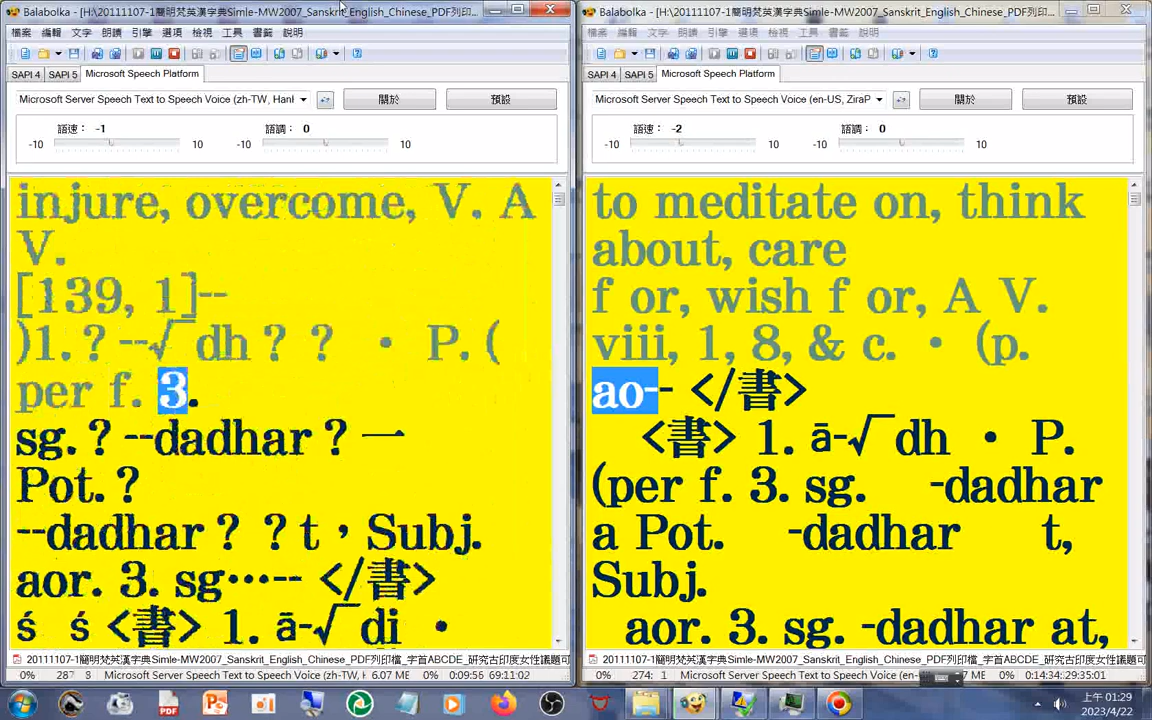 Balabolka - [H:\20111107-1簡明梵英漢字典Simle-MW2007_Sanskrit_English_Chinese_PDF列印...
檔案 編輯 文字 朗讀 引擎 選項 檢視 工具 書籤 說明
SAPI 4 SAPI 5 Microsoft Speech Platform
Microsoft Server Speech Text to Speech Voice (zh-TW, Han
關於 預設
語速： -1 語調： 0
-10 10 -10 10
injure, overcome, V. A
V.
[139, 1]--
)1.？--√ dh？？ • P. (
per f. 3.
sg.？--dadhar？一
Pot.？
--dadhar？？t，Subj.
aor. 3. sg…-- </書>
ś ś <書> 1. ā-√ di •
20111107-1簡明梵英漢字典Simle-MW2007_Sanskrit_English_Chinese_PDF列印檔_字首ABCDE_研究古印度女性議題可
0% 287 8 Microsoft Server Speech Text to Speech Voice (zh-TW, H 6.07 ME 0% 0:09:56 69:11:02
Balabolka - [H:\20111107-1簡明梵英漢字典Simle-MW2007_Sanskrit_English_Chinese_PDF列印...
檔案 編輯 文字 朗讀 引擎 選項 檢視 工具 書籤 說明
SAPI 4 SAPI 5 Microsoft Speech Platform
Microsoft Server Speech Text to Speech Voice (en-US, ZiraP
關於 預設
語速： -2 語調： 0
-10 10 -10 10
to meditate on, think
about, care
f or, wish f or, A V.
viii, 1, 8, & c. • (p.
ao-- </書>
<書> 1. ā-√ dh • P.
(per f. 3. sg. -dadhar
a Pot. -dadhar t,
Subj.
aor. 3. sg. -dadhar at,
20111107-1簡明梵英漢字典Simle-MW2007_Sanskrit_English_Chinese_PDF列印檔_字首ABCDE_研究古印度女性議題可
0% 274: 1 Microsoft Server Speech Text to Speech Voice (en- 0% 0:14:34 29:35:01
PDF
上午 01:29
2023/4/22